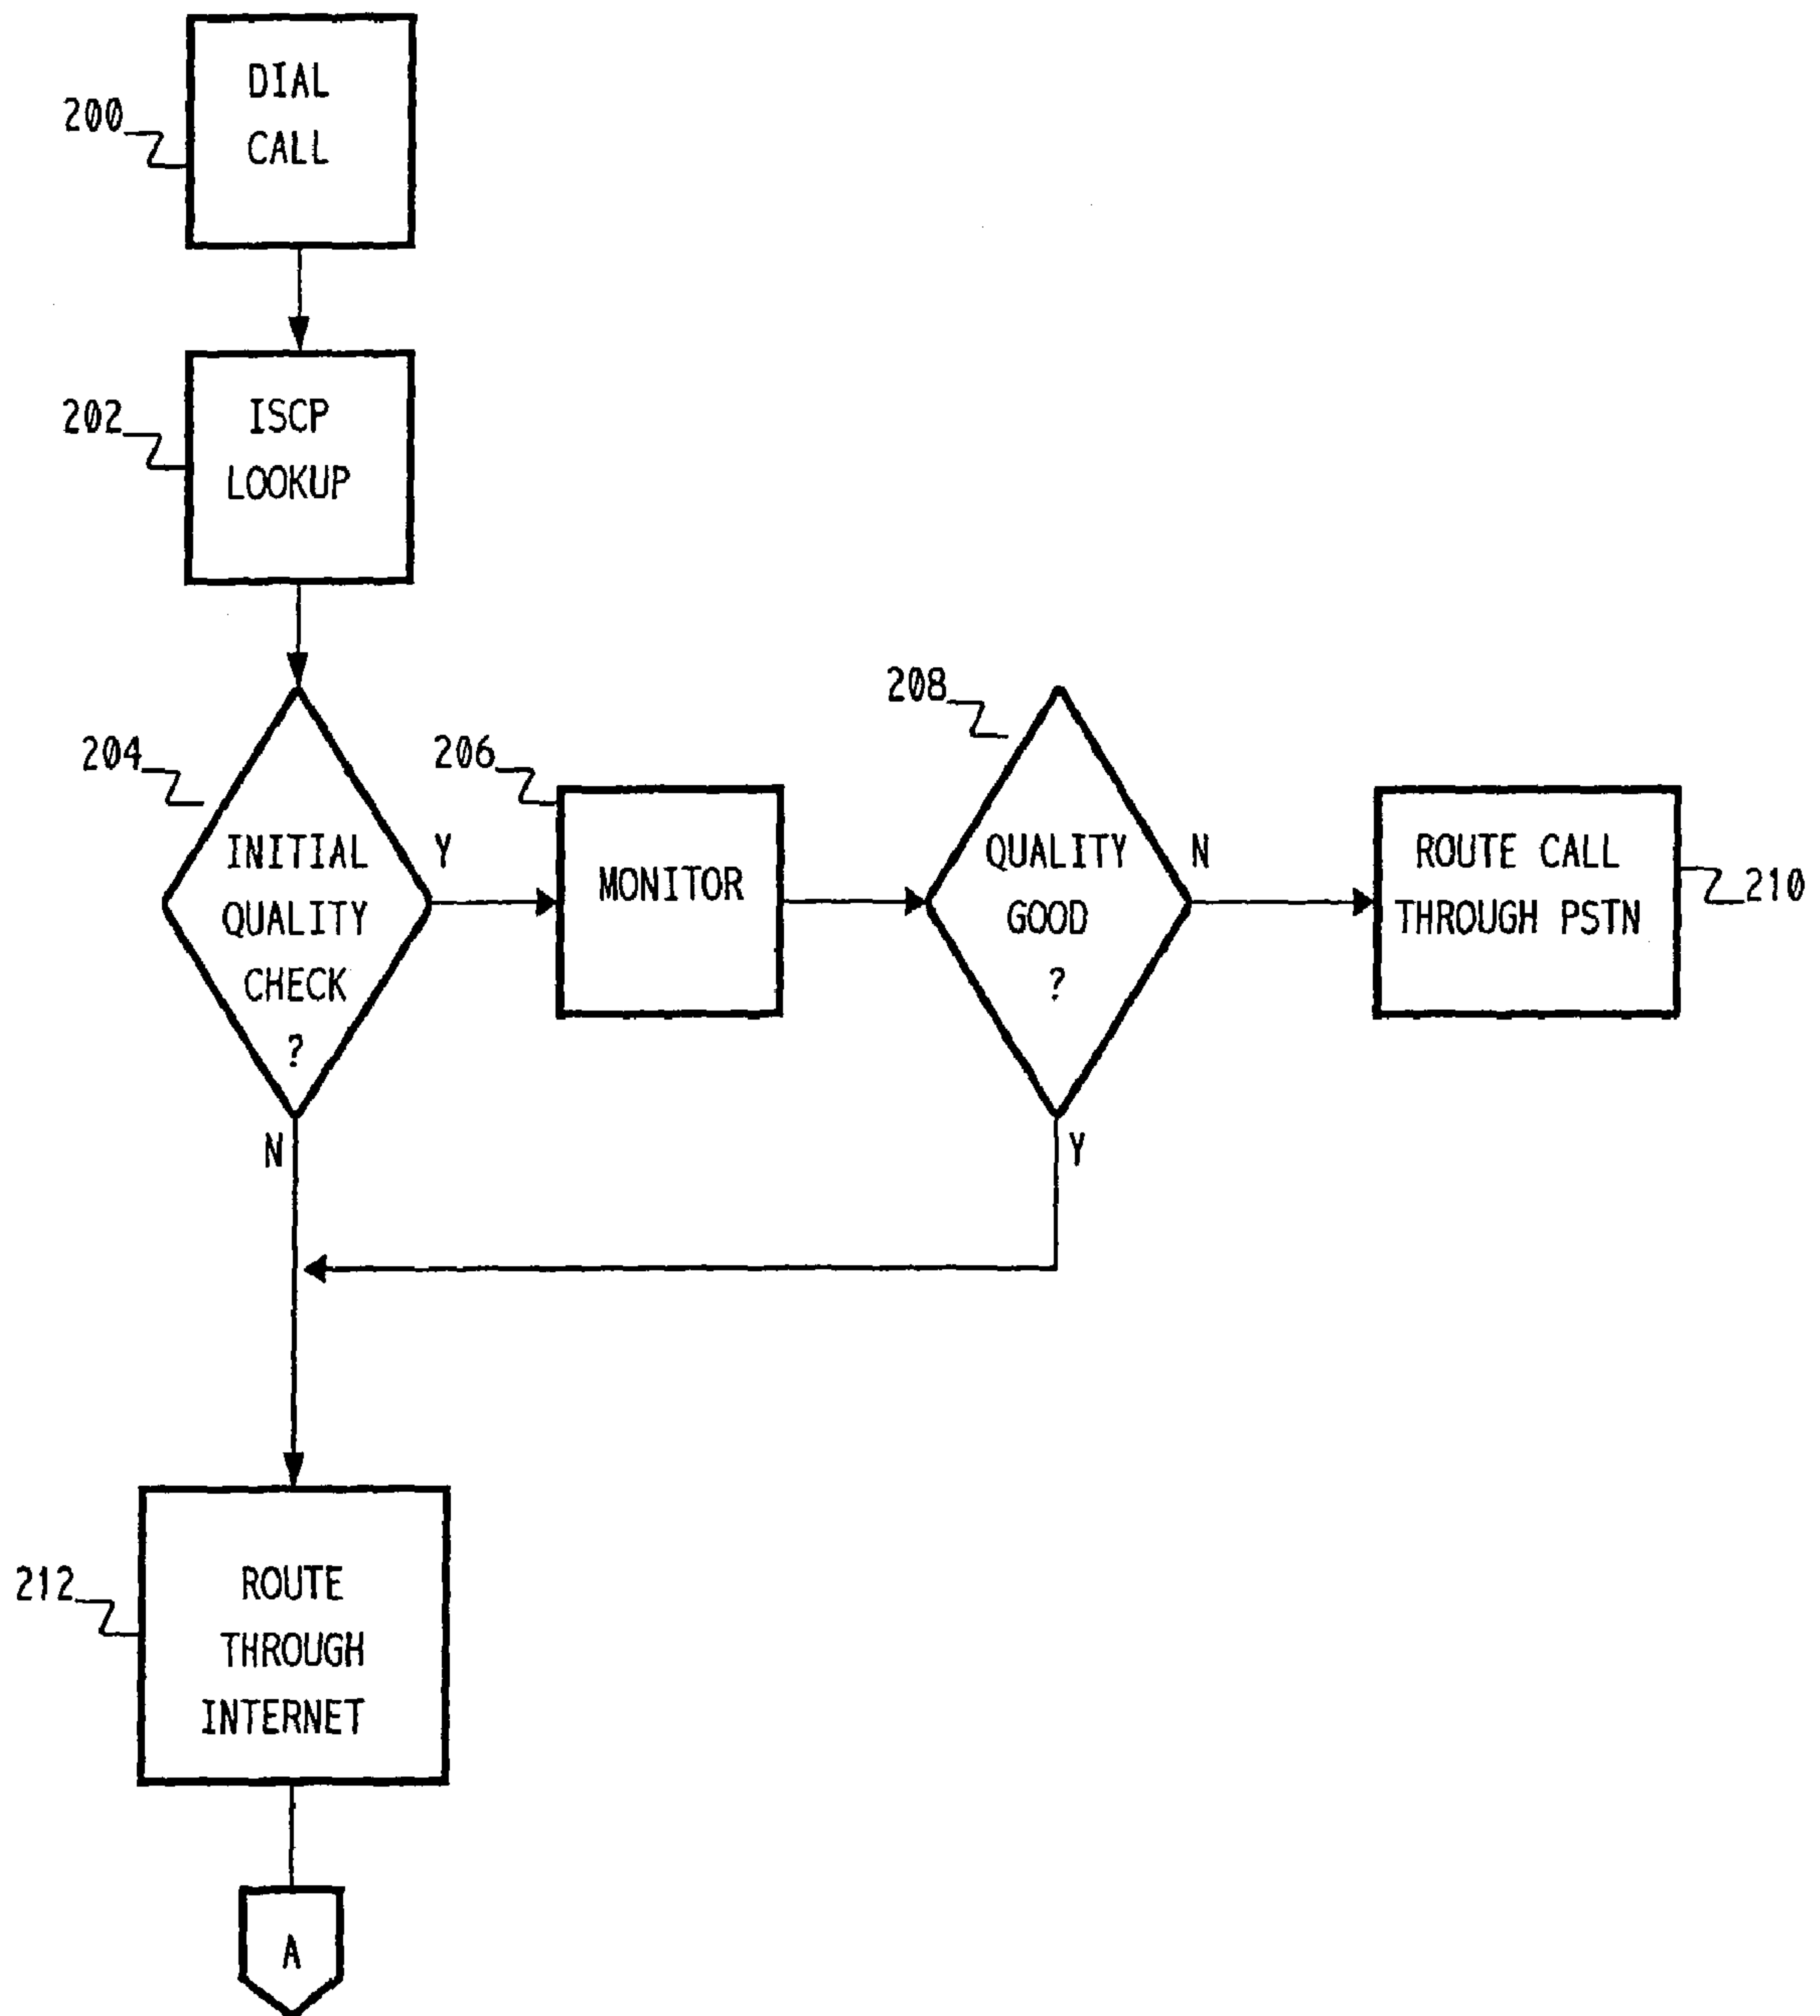 DIAL
CALL
200
ISCP
LOOKUP
202
204
INITIAL
QUALITY
CHECK
?
Y
N
206
MONITOR
208
QUALITY
GOOD
?
N
Y
ROUTE CALL
THROUGH PSTN
210
212
ROUTE
THROUGH
INTERNET
A